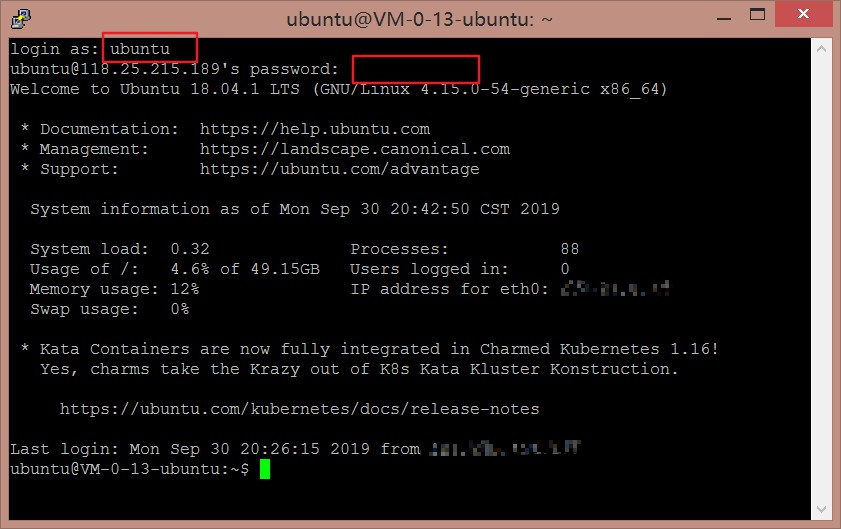 ubuntu@VM-0-13-ubuntu: ~
login as: ubuntu
ubuntu@118.25.215.189's password:
Welcome to Ubuntu 18.04.1 LTS (GNU/Linux 4.15.0-54-generic x86_64)
* Documentation:  https://help.ubuntu.com
* Management:     https://landscape.canonical.com
* Support:        https://ubuntu.com/advantage
System information as of Mon Sep 30 20:42:50 CST 2019
System load:  0.32              Processes:           88
Usage of /:   4.6% of 49.15GB   Users logged in:     0
Memory usage: 12%               IP address for eth0:
Swap usage:   0%
* Kata Containers are now fully integrated in Charmed Kubernetes 1.16!
Yes, charms take the Krazy out of K8s Kata Kluster Konstruction.
https://ubuntu.com/kubernetes/docs/release-notes
Last login: Mon Sep 30 20:26:15 2019 from
ubuntu@VM-0-13-ubuntu:~$